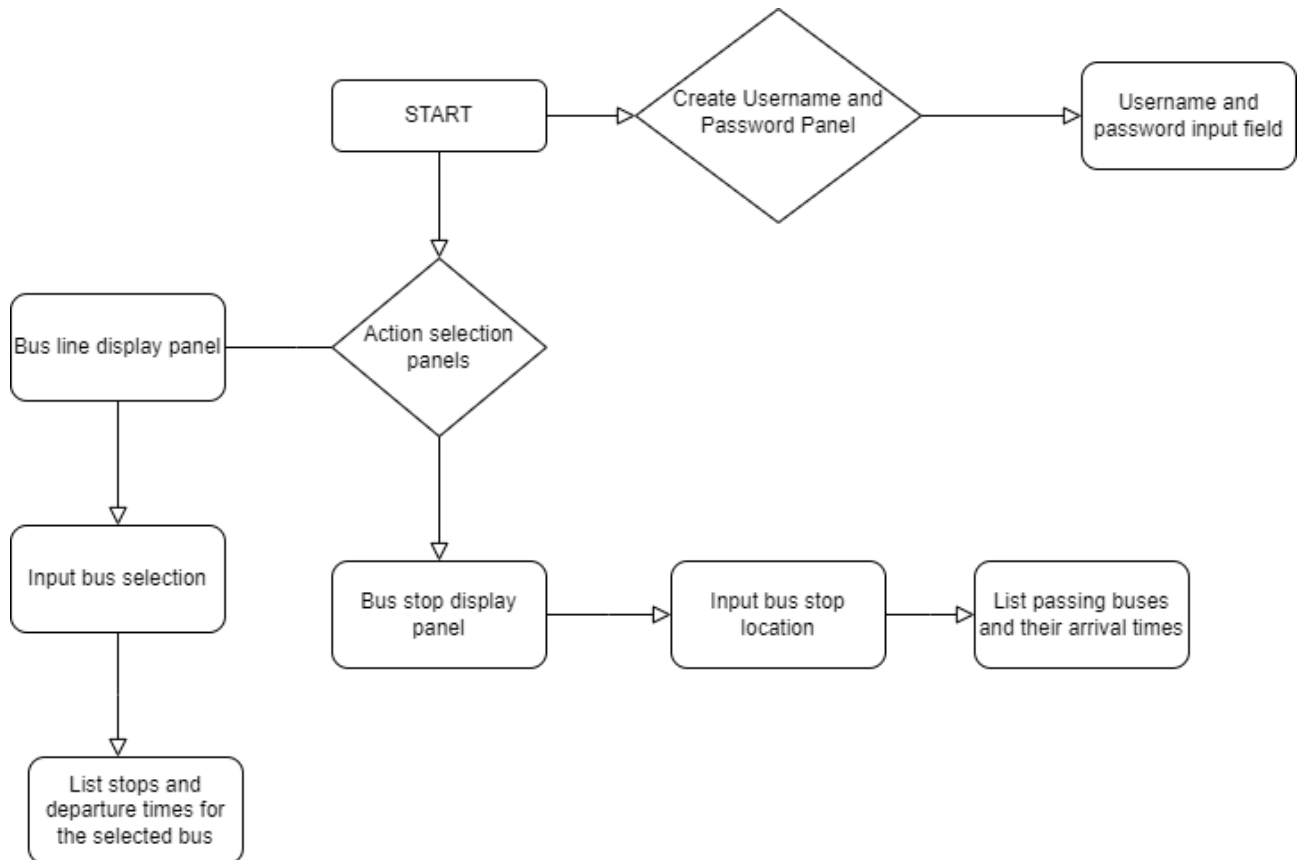 START
Create Username and
Password Panel
Username and
password input field
Bus line display panel
Action selection
panels
Input bus selection
Bus stop display
panel
Input bus stop
location
List passing buses
and their arrival times
List stops and
departure times for
the selected bus